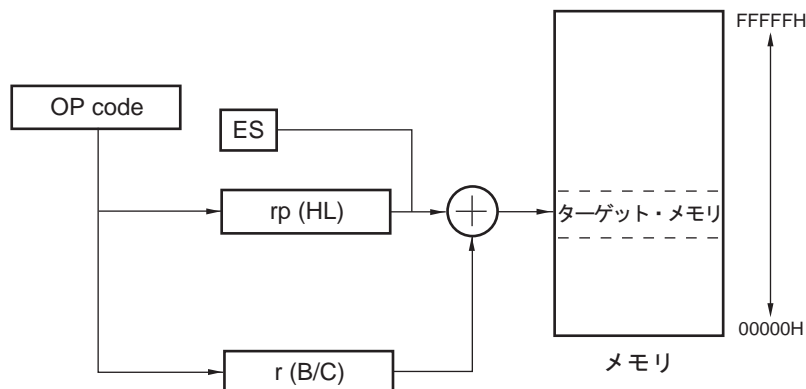 FFFFFH
OP code
ES
rp (HL)
ターゲット・メモリ
00000H
r (B/C)
メモリ